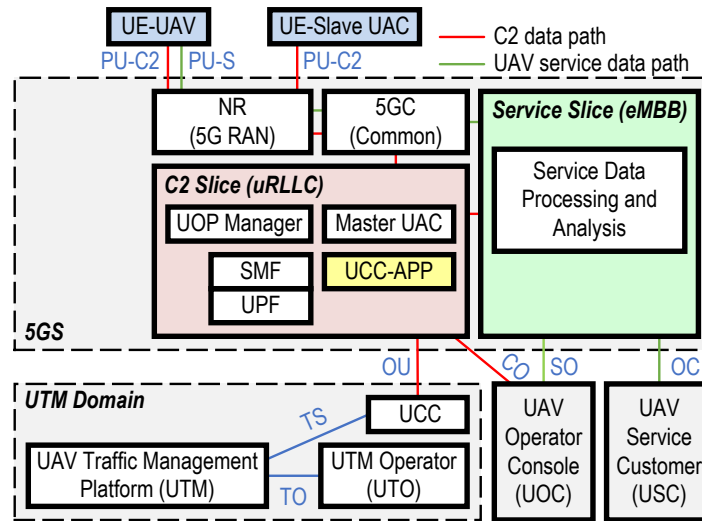 UE-UAV
UE-Slave UAC
C2 data path
PU-C2
PU-S
PU-C2
UAV service data path
NR
(5G RAN)
5GC
(Common)
Service Slice (eMBB)
C2 Slice (uRLLC)
Service Data
Processing and
Analysis
UOP Manager
Master UAC
SMF
UCC-APP
UPF
5GS
OU
CO
SO
OC
UTM Domain
TS
UCC
UAV Traffic Management
Platform (UTM)
TO
UTM Operator
(UTO)
UAV
Operator
Console
(UOC)
UAV
Service
Customer
(USC)